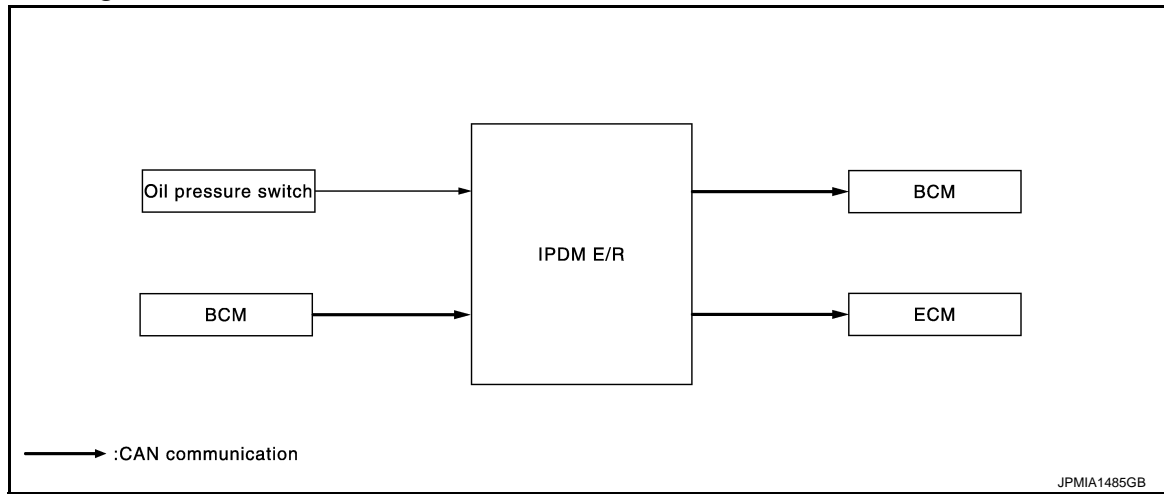 Oil pressure switch
BCM
IPDM E/R
BCM
ECM
:CAN communication
JPMIA1485GB